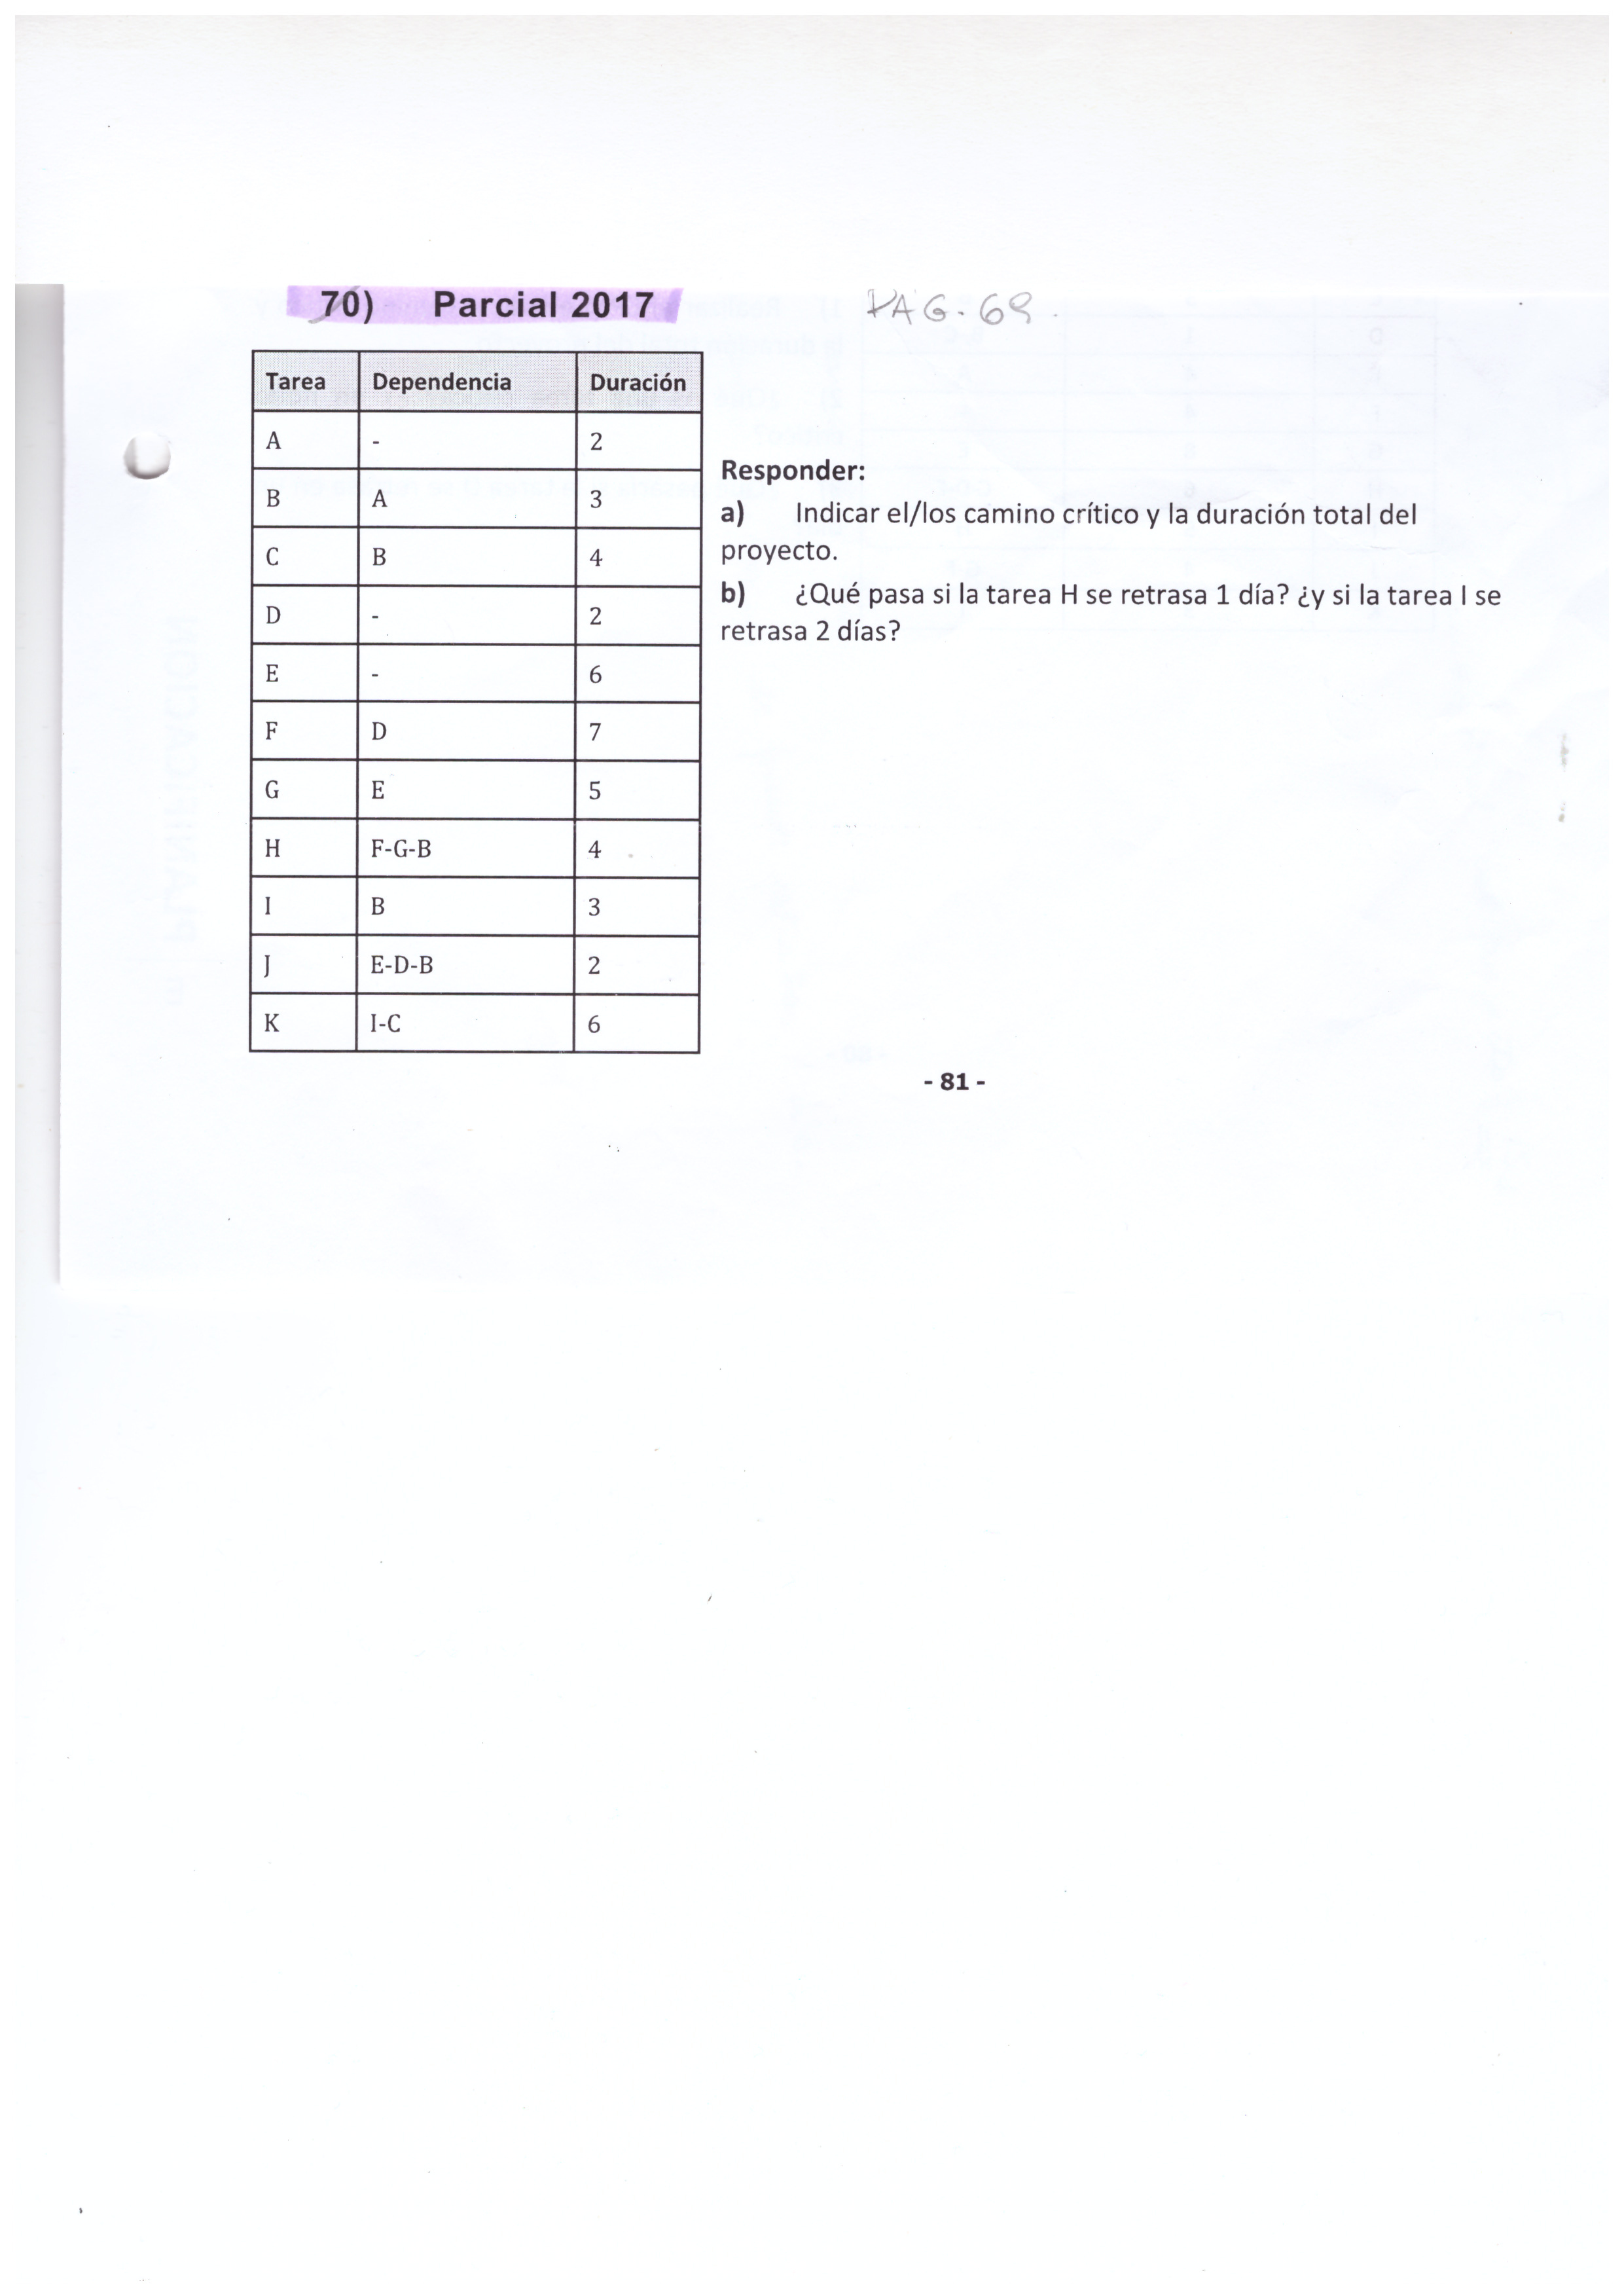 70) Parcial 2017
PAG. 69.
Tarea Dependencia Duración
A - 2
B A 3
C B 4
D - 2
E - 6
F D 7
G E 5
H F-G-B 4
I B 3
J E-D-B 2
K I-C 6
Responder:
a) Indicar el/los camino crítico y la duración total del
proyecto.
b) ¿Qué pasa si la tarea H se retrasa 1 día? ¿y si la tarea I se
retrasa 2 días?
- 81 -